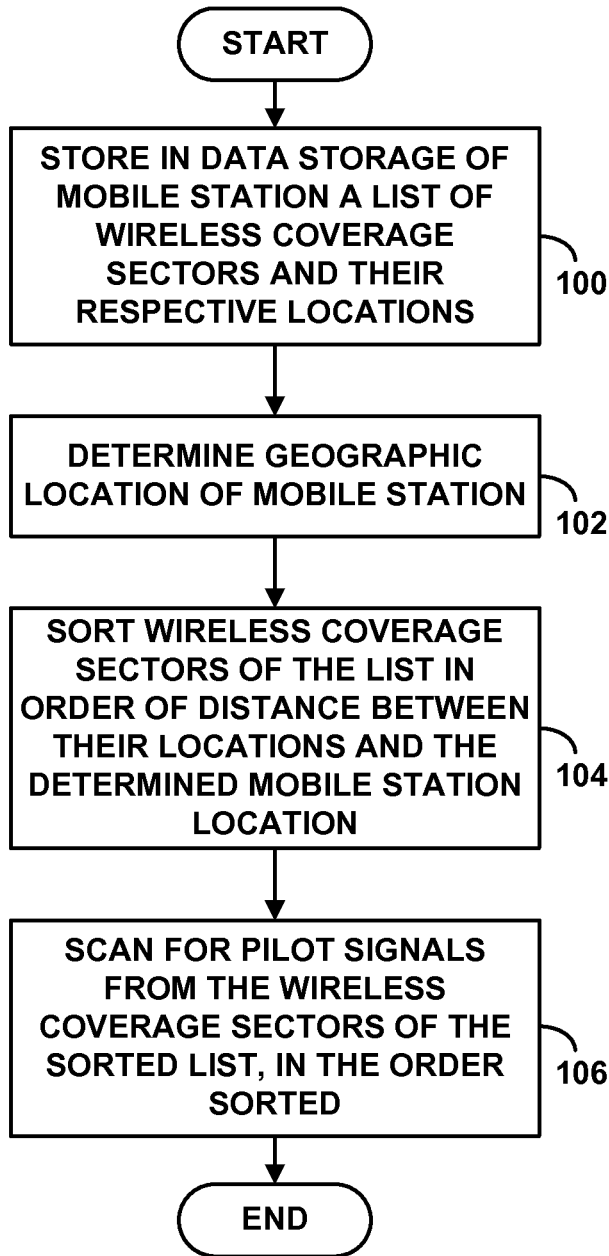 START
STORE IN DATA STORAGE OF
MOBILE STATION A LIST OF
WIRELESS COVERAGE
SECTORS AND THEIR
RESPECTIVE LOCATIONS
100
DETERMINE GEOGRAPHIC
LOCATION OF MOBILE STATION
102
SORT WIRELESS COVERAGE
SECTORS OF THE LIST IN
ORDER OF DISTANCE BETWEEN
THEIR LOCATIONS AND THE
DETERMINED MOBILE STATION
LOCATION
104
SCAN FOR PILOT SIGNALS
FROM THE WIRELESS
COVERAGE SECTORS OF THE
SORTED LIST, IN THE ORDER
SORTED
106
END